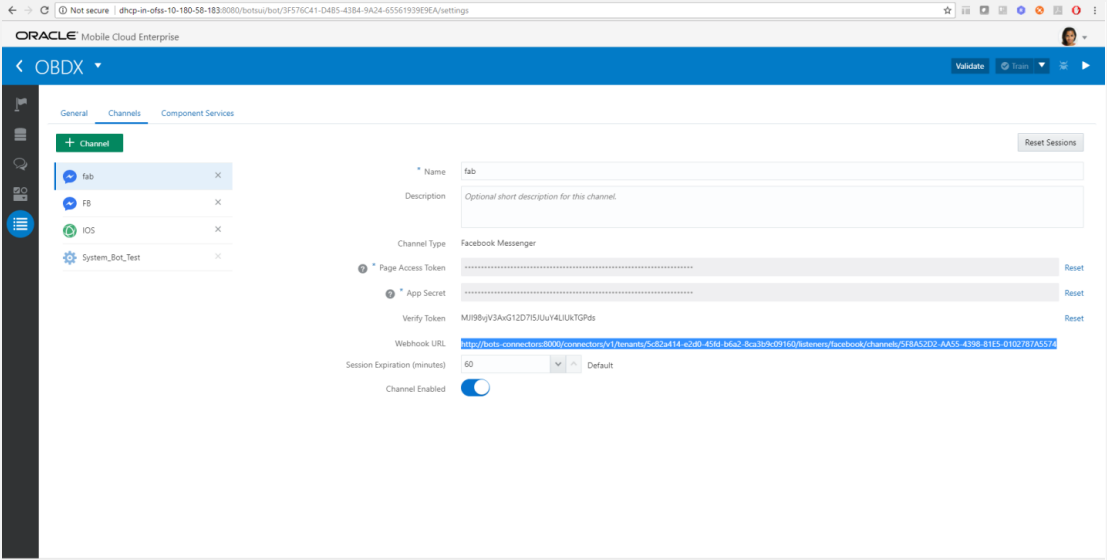 Not secure | dhcp-in-ofss-10-180-58-183:8080/botsui/bot/3F576C41-D485-43B4-9A24-65561939E9EA/settings
ORACLE Mobile Cloud Enterprise
OBDX
Validate
Train
General Channels Component Services
+ Channel
Reset Sessions
fab
FB
IOS
System_Bot_Test
* Name fab
Description Optional short description for this channel.
Channel Type Facebook Messenger
* Page Access Token Reset
* App Secret Reset
Verify Token MJI98vjV3AxG12D7I5JUuY4LIUkTGPds Reset
Webhook URL http://bots-connectors:8000/connectors/v1/tenants/5c82a414-e2d0-45fd-b6a2-8ca3b9c09160/listeners/facebook/channels/5F8A52D2-AA55-4398-81E5-0102787A5574
Session Expiration (minutes) 60 Default
Channel Enabled